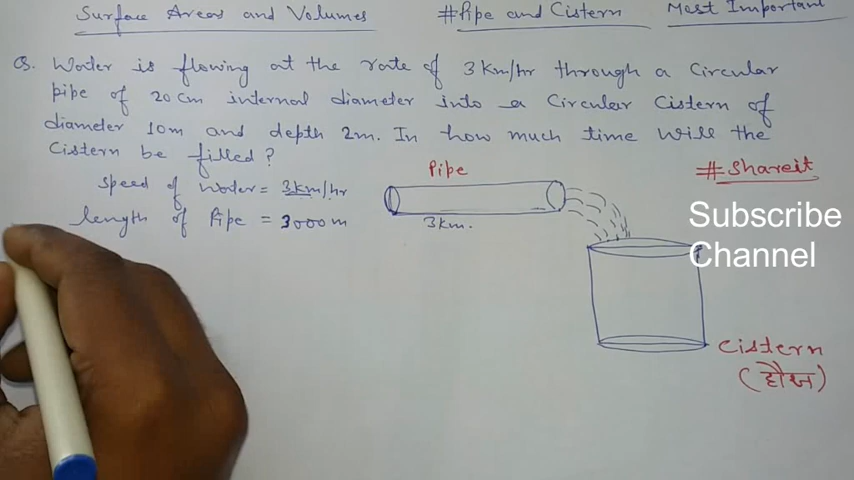 Surface Areas and Volumes #Pipe and Cistern Most Important
Q. Water is flowing at the rate of 3 km/hr through a Circular
pipe of 20 cm internal diameter into a Circular Cistern of
diameter 10m and depth 2m. In how much time will the
Cistern be filled?
Pipe
#Shareit
speed of water = 3km/hr
Subscribe
Channel
length of Pipe = 3000 m
3km.
Cistern
(हौज)